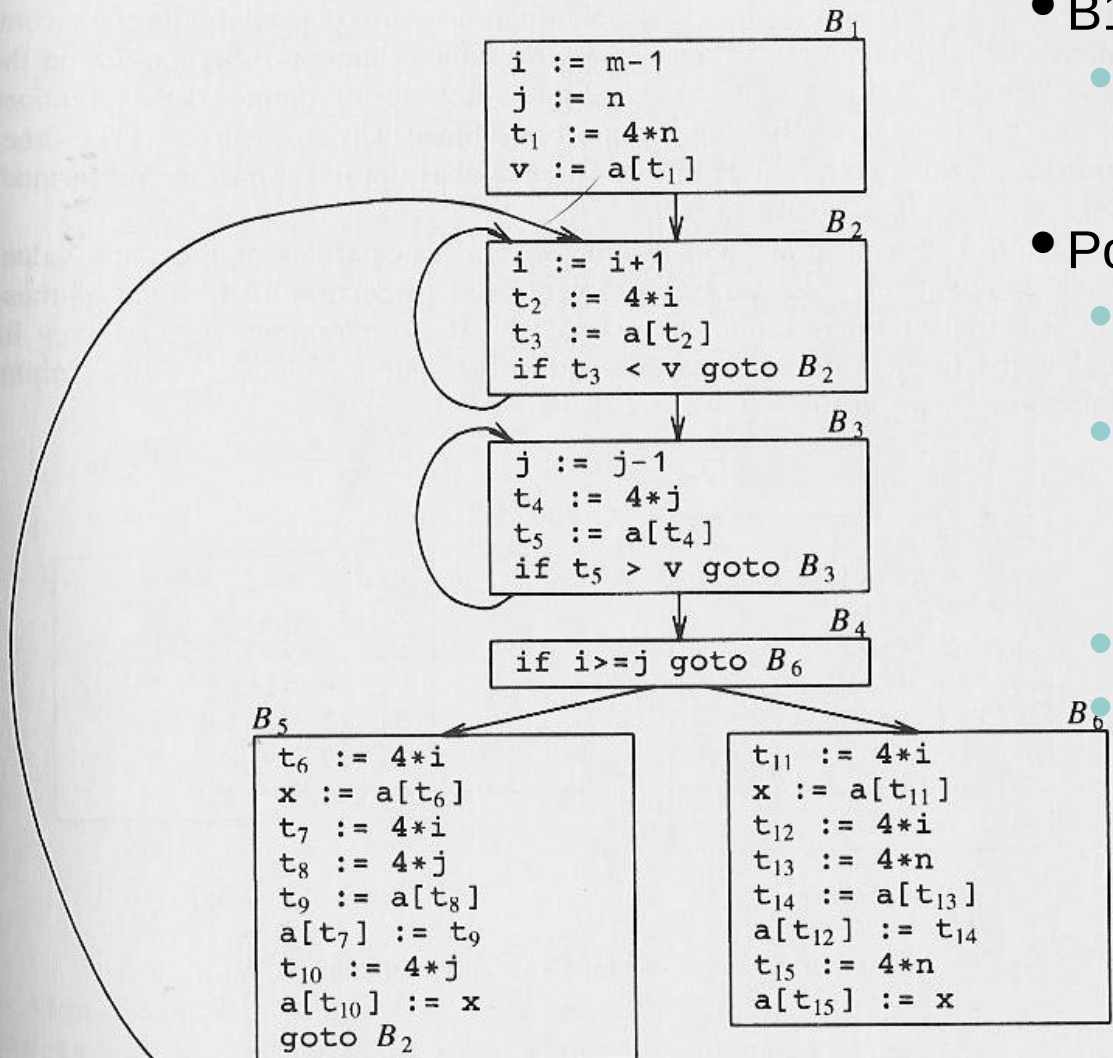 B₁
i := m-1
j := n
t₁ := 4*n
v := a[t₁]
B₂
i := i+1
t₂ := 4*i
t₃ := a[t₂]
if t₃ < v goto B₂
B₃
j := j-1
t₄ := 4*j
t₅ := a[t₄]
if t₅ > v goto B₃
B₄
if i>=j goto B₆
B₅
t₆ := 4*i
x := a[t₆]
t₇ := 4*i
t₈ := 4*j
t₉ := a[t₈]
a[t₇] := t₉
t₁₀ := 4*j
a[t₁₀] := x
goto B₂
B₆
t₁₁ := 4*i
x := a[t₁₁]
t₁₂ := 4*i
t₁₃ := 4*n
t₁₄ := a[t₁₃]
a[t₁₂] := t₁₄
t₁₅ := 4*n
a[t₁₅] := x